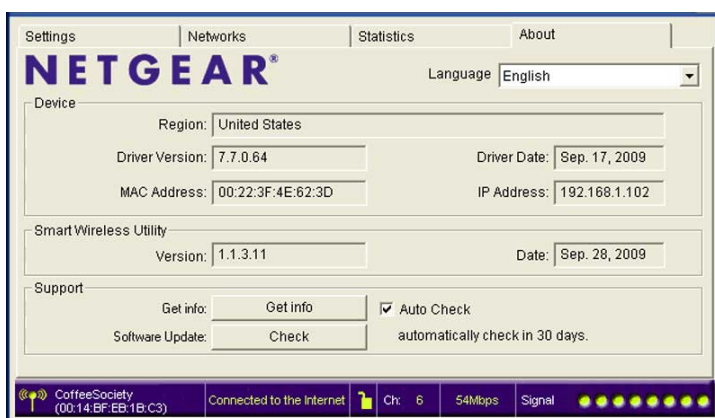 Settings Networks Statistics About
NETGEAR® Language English
Device
Region: United States
Driver Version: 7.7.0.64 Driver Date: Sep. 17, 2009
MAC Address: 00:22:3F:4E:62:3D IP Address: 192.168.1.102
Smart Wireless Utility
Version: 1.1.3.11 Date: Sep. 28, 2009
Support
Get info: Get info Auto Check
Software Update: Check automatically check in 30 days.
CoffeeSociety Connected to the Internet Ch: 6 54Mbps Signal
(00:14:BF:EB:1B:C3)